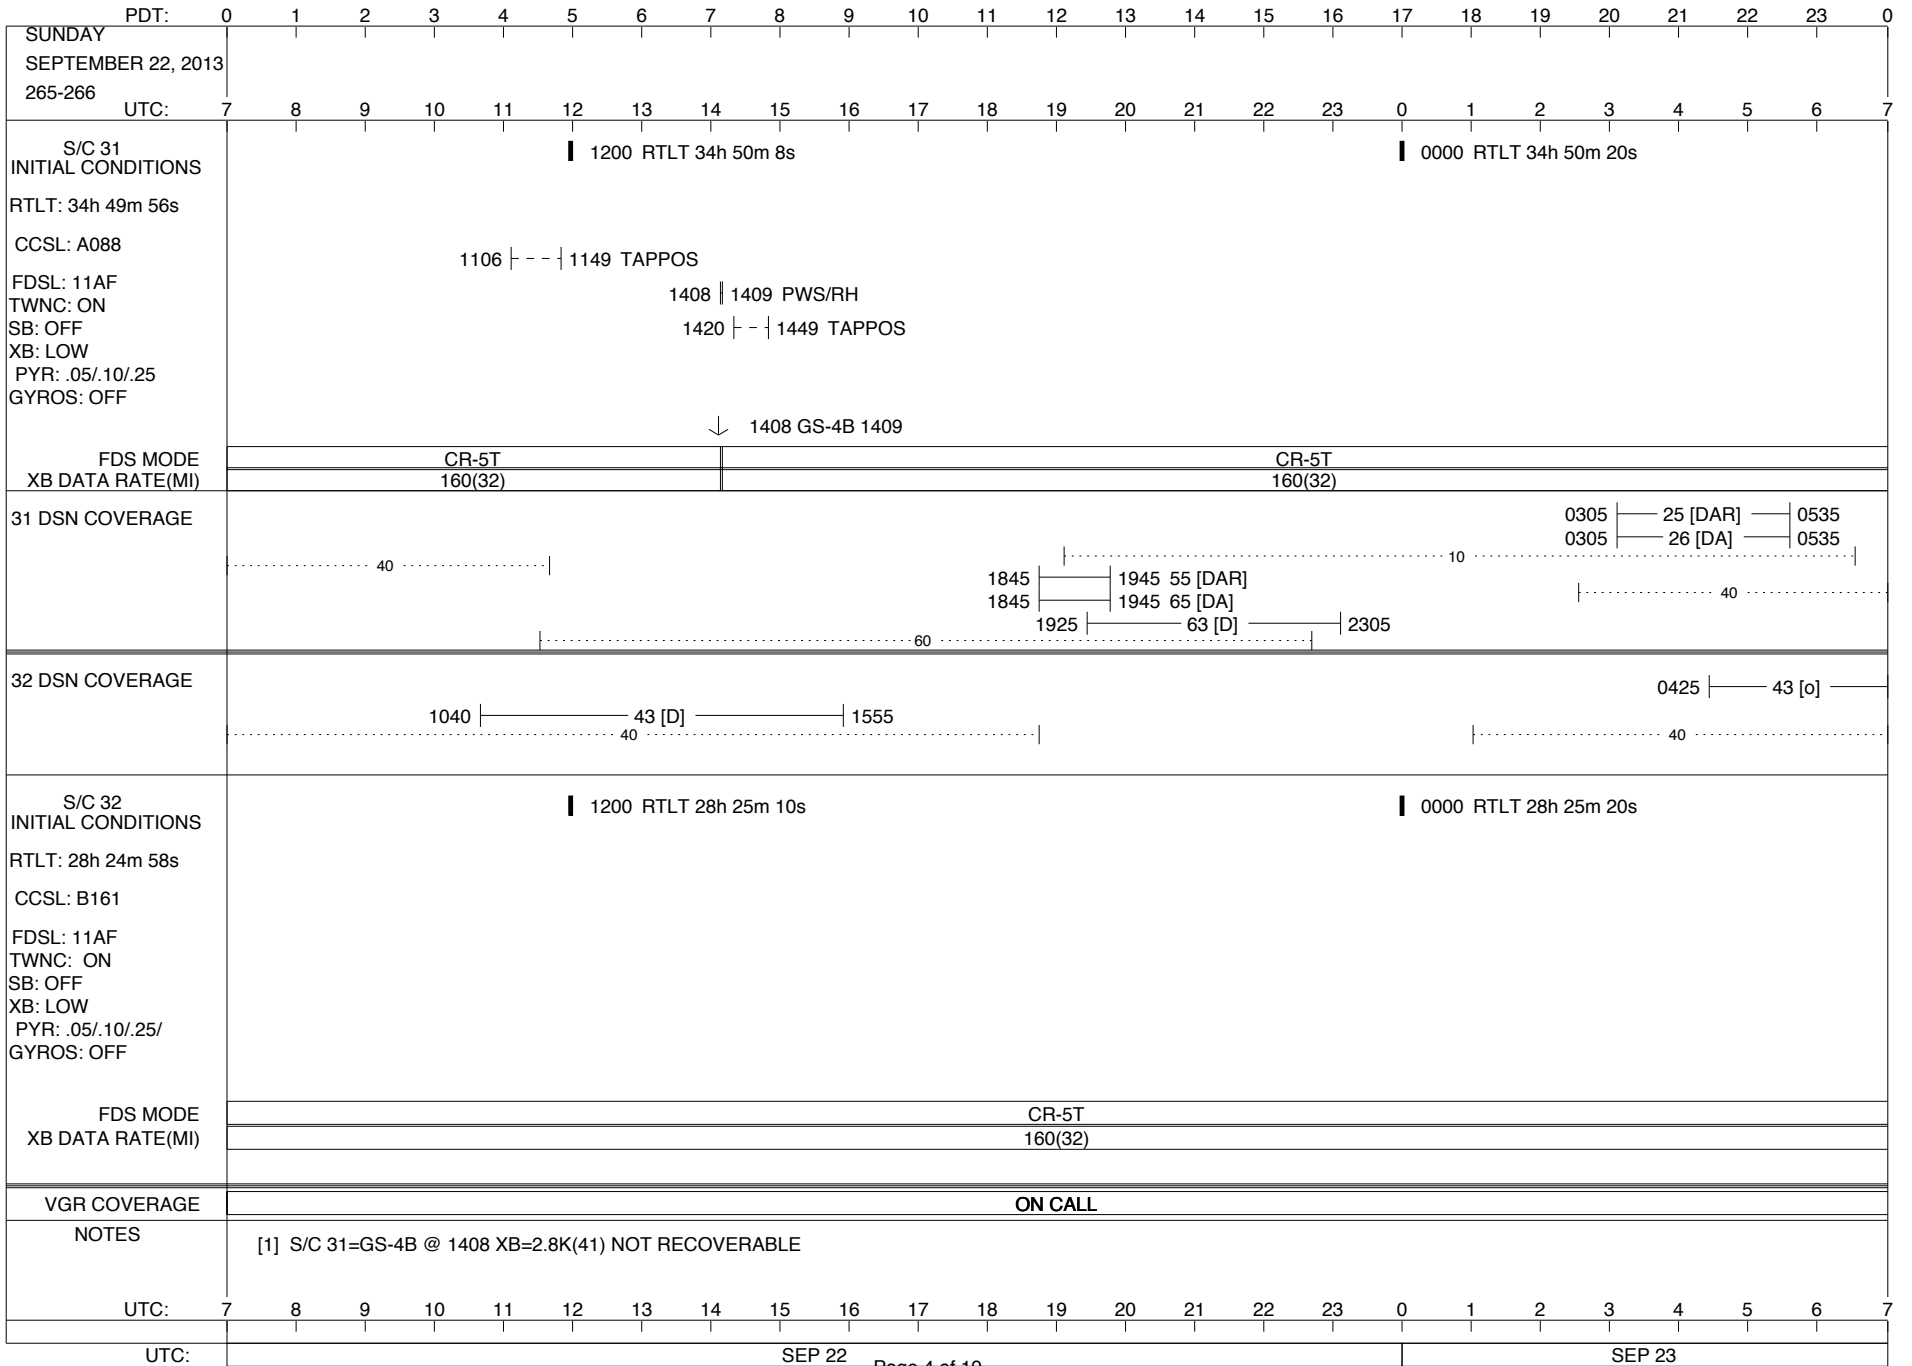 PDT: 0 1 2 3 4 5 6 7 8 9 10 11 12 13 14 15 16 17 18 19 20 21 22 23 0
SUNDAY
SEPTEMBER 22, 2013
265-266
UTC: 7 8 9 10 11 12 13 14 15 16 17 18 19 20 21 22 23 0 1 2 3 4 5 6 7
S/C 31
INITIAL CONDITIONS
1200 RTLT 34h 50m 8s
0000 RTLT 34h 50m 20s
RTLT: 34h 49m 56s
CCSL: A088
1106 1149 TAPPOS
FDSL: 11AF
1408 1409 PWS/RH
TWNC: ON
SB: OFF
1420 1449 TAPPOS
XB: LOW
PYR: .05/.10/.25
GYROS: OFF
1408 GS-4B 1409
FDS MODE CR-5T CR-5T
XB DATA RATE(MI) 160(32) 160(32)
31 DSN COVERAGE
0305 25 [DAR] 0535
0305 26 [DA] 0535
10
40
1845 1945 55 [DAR]
40
1845 1945 65 [DA]
1925 63 [D] 2305
60
32 DSN COVERAGE
0425 43 [o]
1040 43 [D] 1555
40 40
S/C 32
INITIAL CONDITIONS
1200 RTLT 28h 25m 10s
0000 RTLT 28h 25m 20s
RTLT: 28h 24m 58s
CCSL: B161
FDSL: 11AF
TWNC: ON
SB: OFF
XB: LOW
PYR: .05/.10/.25/
GYROS: OFF
FDS MODE CR-5T
XB DATA RATE(MI) 160(32)
VGR COVERAGE ON CALL
NOTES
[1] S/C 31=GS-4B @ 1408 XB=2.8K(41) NOT RECOVERABLE
UTC: 7 8 9 10 11 12 13 14 15 16 17 18 19 20 21 22 23 0 1 2 3 4 5 6 7
UTC: SEP 22 SEP 23
Page 4 of 19